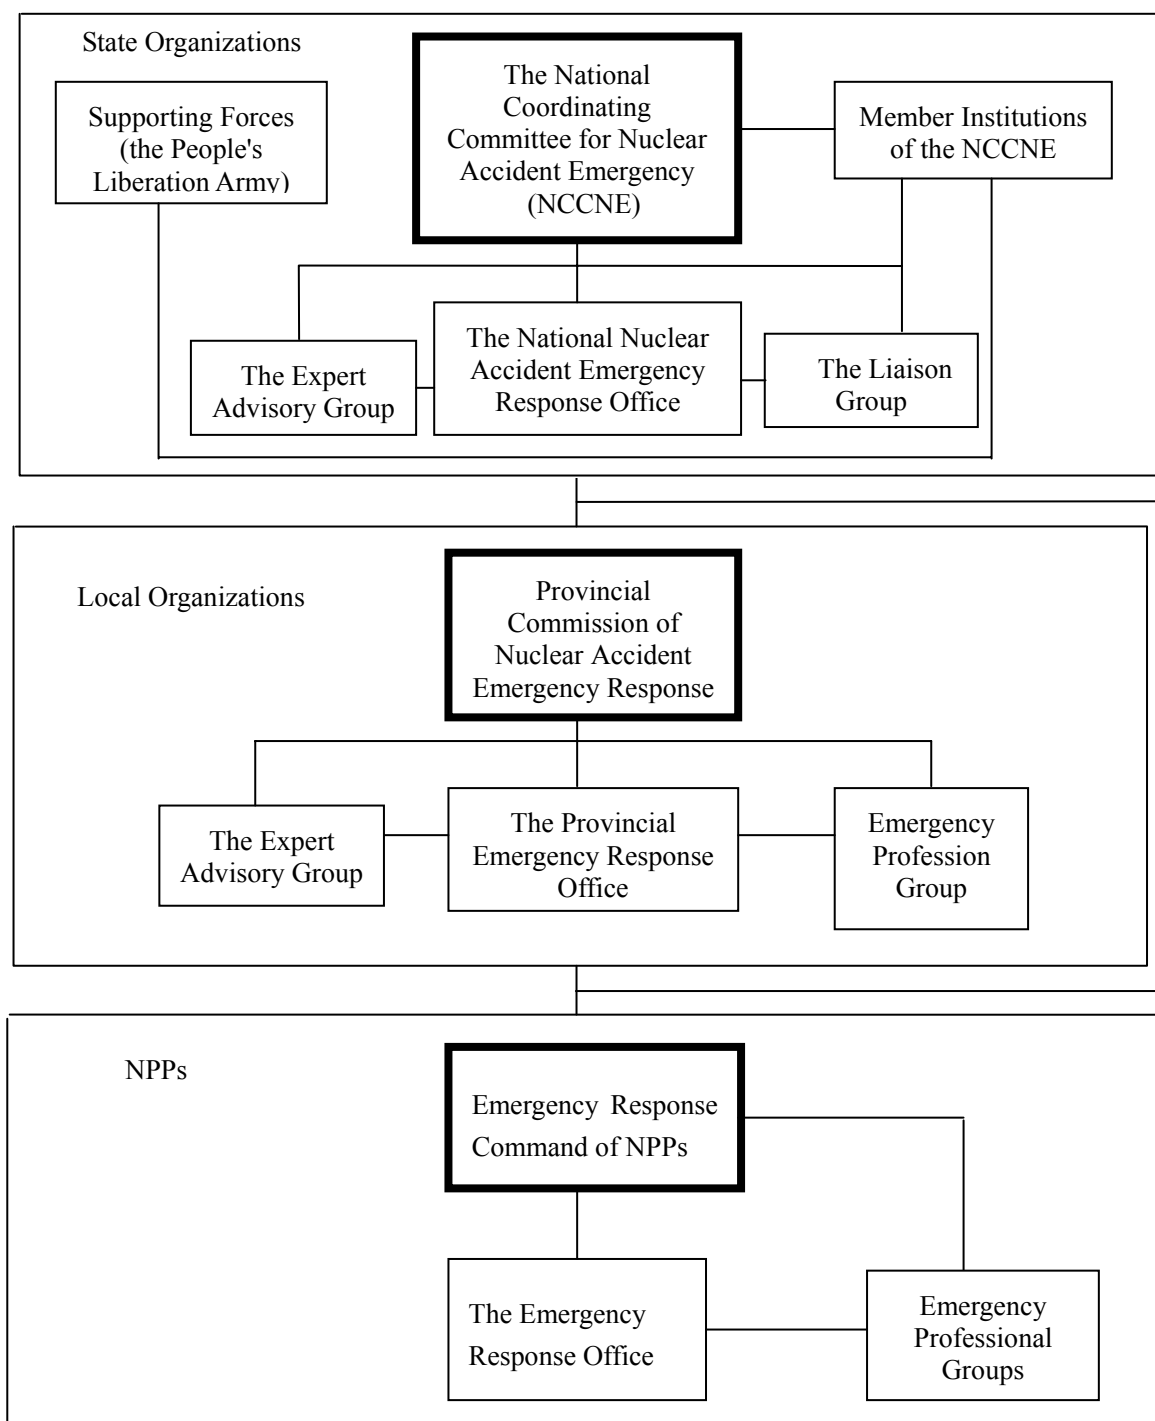 State Organizations
The National
Coordinating
Committee for Nuclear
Accident Emergency
(NCCNE)
Supporting Forces
(the People's
Liberation Army)
Member Institutions
of the NCCNE
The Expert
Advisory Group
The National Nuclear
Accident Emergency
Response Office
The Liaison
Group
Local Organizations
Provincial
Commission of
Nuclear Accident
Emergency Response
The Expert
Advisory Group
The Provincial
Emergency Response
Office
Emergency
Profession
Group
NPPs
Emergency Response
Command of NPPs
The Emergency
Response Office
Emergency
Professional
Groups